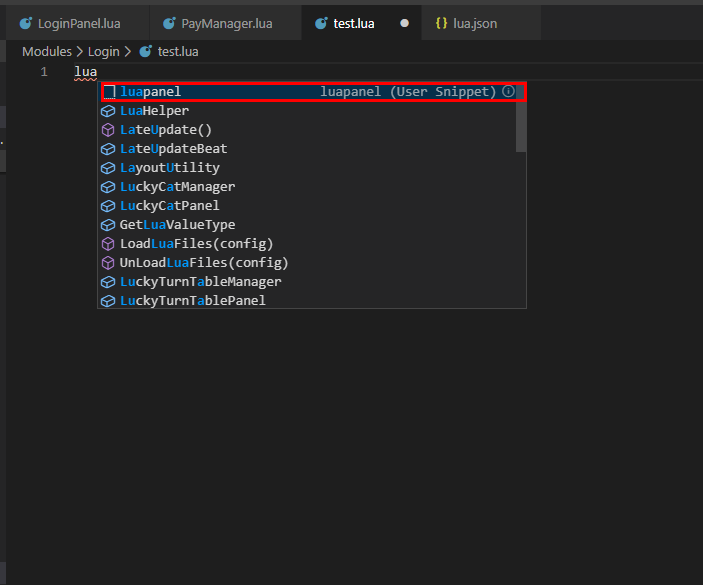 LoginPanel.lua PayManager.lua test.lua {} lua.json
Modules > Login > test.lua
1 lua
luapanel luapanel (User Snippet)
LuaHelper
LateUpdate()
LateUpdateBeat
LayoutUtility
LuckyCatManager
LuckyCatPanel
GetLuaValueType
LoadLuaFiles(config)
UnLoadLuaFiles(config)
LuckyTurnTableManager
LuckyTurnTablePanel